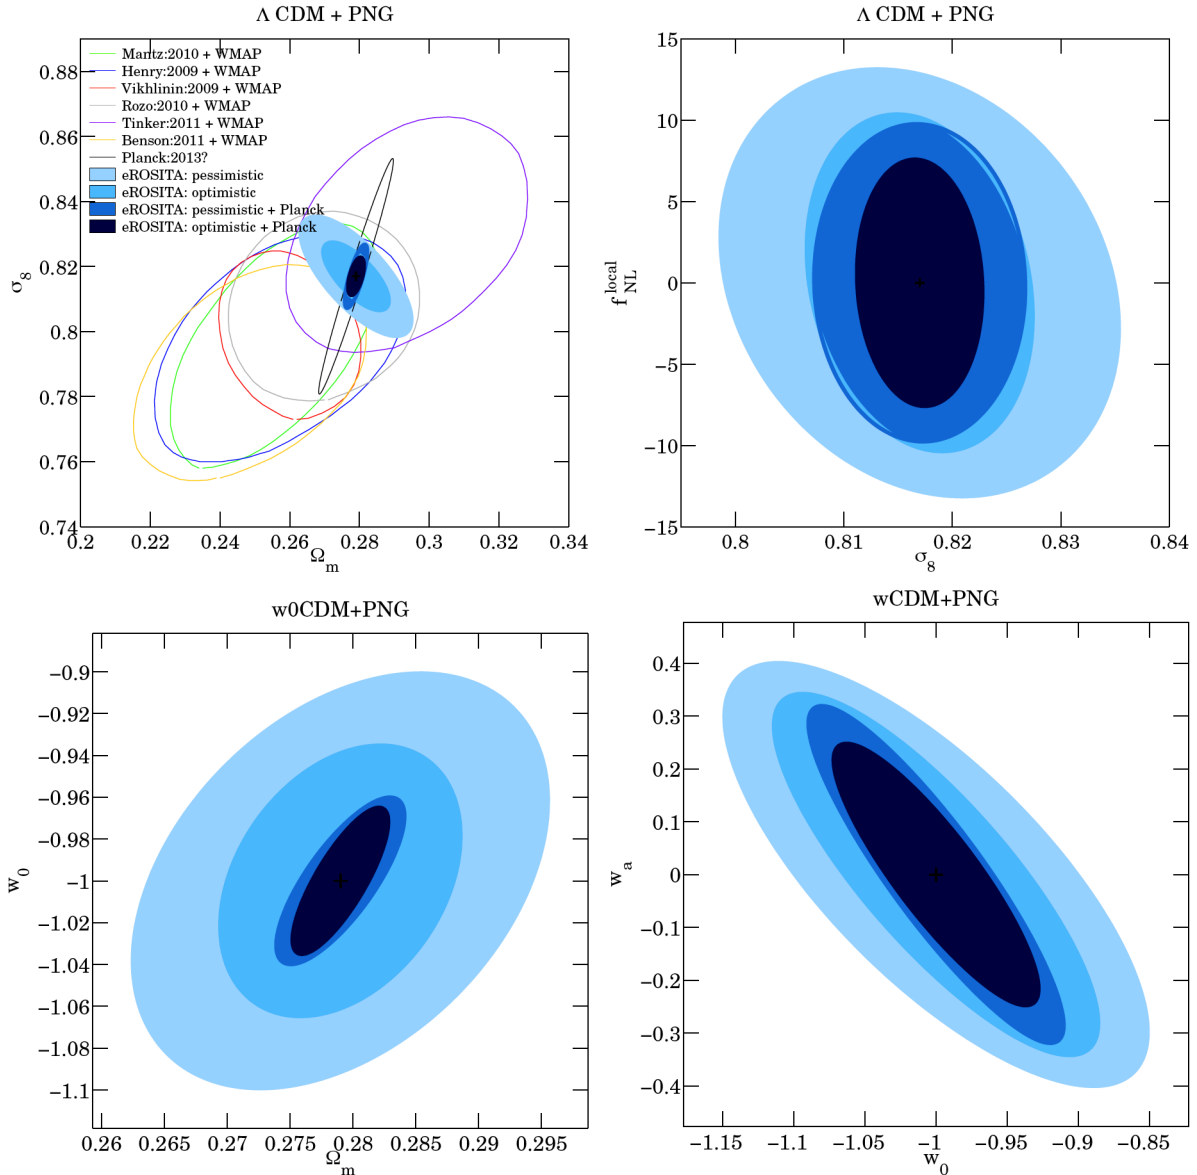 Λ CDM + PNG
0.88
0.86
0.84
0.82
0.8
0.78
0.76
0.74
σ8
Mantz:2010 + WMAP
Henry:2009 + WMAP
Vikhlinin:2009 + WMAP
Rozo:2010 + WMAP
Tinker:2011 + WMAP
Benson:2011 + WMAP
Planck:2013?
eROSITA: pessimistic
eROSITA: optimistic
eROSITA: pessimistic + Planck
eROSITA: optimistic + Planck
0.2 0.22 0.24 0.26 0.28 0.3 0.32 0.34
Ωm
Λ CDM + PNG
15
10
5
0
−5
−10
−15
f NL local
0.8 0.81 0.82 0.83 0.84
σ8
w0CDM+PNG
−0.9
−0.92
−0.94
−0.96
−0.98
−1
−1.02
−1.04
−1.06
−1.08
−1.1
w0
0.26 0.265 0.27 0.275 0.28 0.285 0.29 0.295
Ωm
wCDM+PNG
0.4
0.3
0.2
0.1
0
−0.1
−0.2
−0.3
−0.4
wa
−1.15 −1.1 −1.05 −1 −0.95 −0.9 −0.85
w0